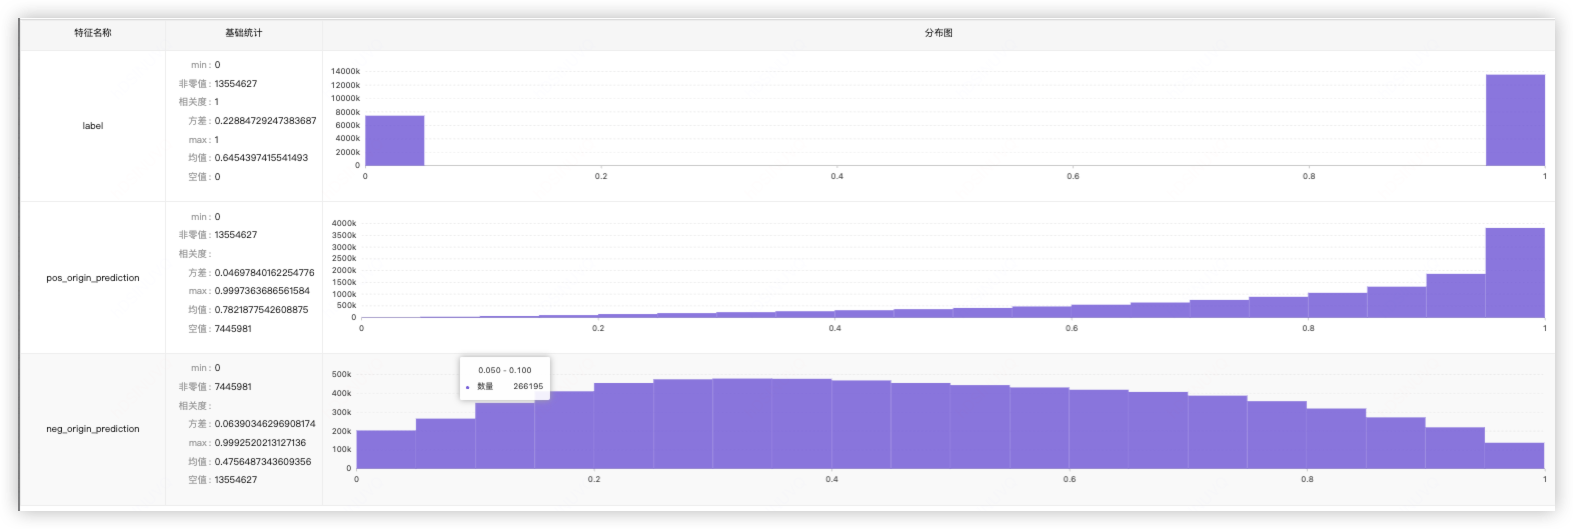 特征名称 基础统计 分布图
label
min : 0
非零值 : 13554627
相关度 : 1
方差 : 0.22884729247383687
max : 1
均值 : 0.6454397415541493
空值 : 0
14000k
12000k
10000k
8000k
6000k
4000k
2000k
0
0 0.2 0.4 0.6 0.8 1
pos_origin_prediction
min : 0
非零值 : 13554627
相关度 :
方差 : 0.04697840162254776
max : 0.9997363686561584
均值 : 0.7821877542608875
空值 : 7445981
4000k
3500k
3000k
2500k
2000k
1500k
1000k
500k
0
0 0.2 0.4 0.6 0.8 1
neg_origin_prediction
min : 0
非零值 : 7445981
相关度 :
方差 : 0.06390346296908174
max : 0.9992520213127136
均值 : 0.4756487343609356
空值 : 13554627
500k
400k
300k
200k
100k
0
0 0.2 0.4 0.6 0.8 1
0.050 - 0.100
数量 266195